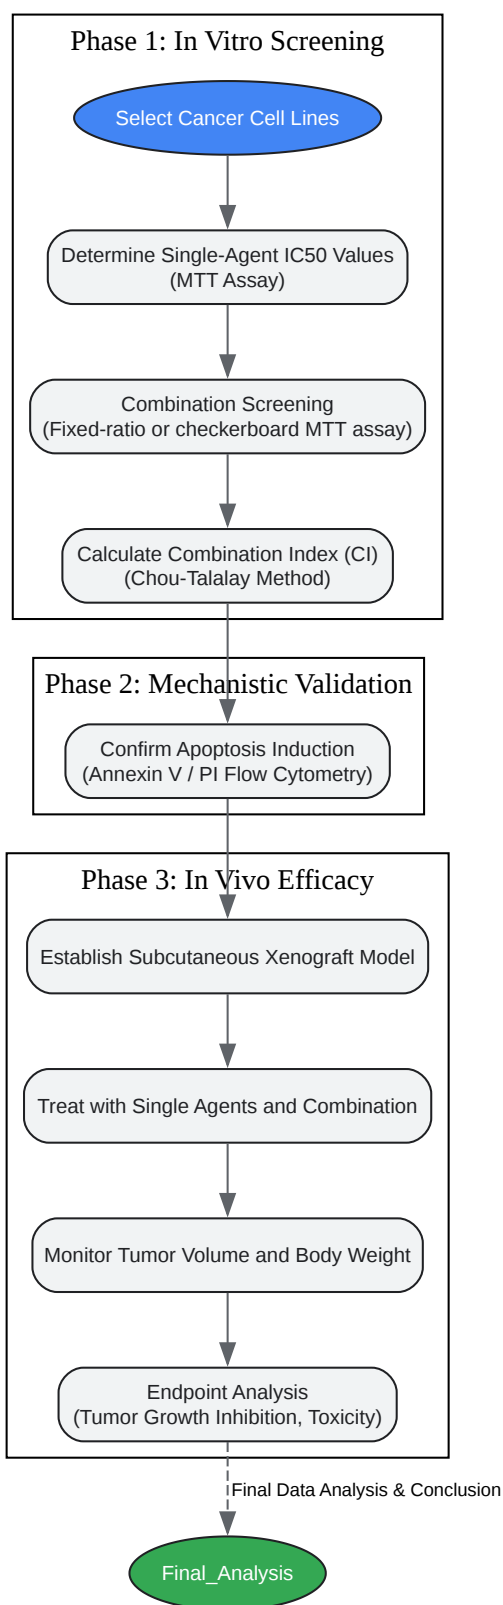 Phase 1: In Vitro Screening
Select Cancer Cell Lines
Determine Single-Agent IC50 Values
(MTT Assay)
Combination Screening
(Fixed-ratio or checkerboard MTT assay)
Calculate Combination Index (CI)
(Chou-Talalay Method)
Phase 2: Mechanistic Validation
Confirm Apoptosis Induction
(Annexin V / PI Flow Cytometry)
Phase 3: In Vivo Efficacy
Establish Subcutaneous Xenograft Model
Treat with Single Agents and Combination
Monitor Tumor Volume and Body Weight
Endpoint Analysis
(Tumor Growth Inhibition, Toxicity)
Final Data Analysis & Conclusion
Final_Analysis